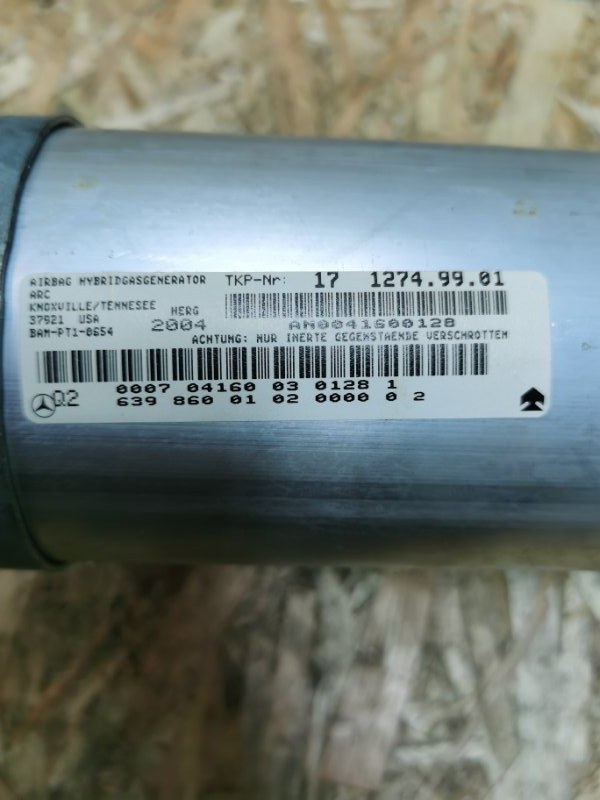 AIRBAG HYBRIDGASGENERATOR
ARC
KNOXVILLE/TENNESEE
37921 USA
BAM-PT1-0654
HERG
2004
TKP-Nr: 17 1274.99.01
AN0041600128
ACHTUNG: NUR INERTE GEGENSTAENDE VERSCHROTTEN
Q2
0007 04160 03 0128 1
639 860 01 02 0000 0 2